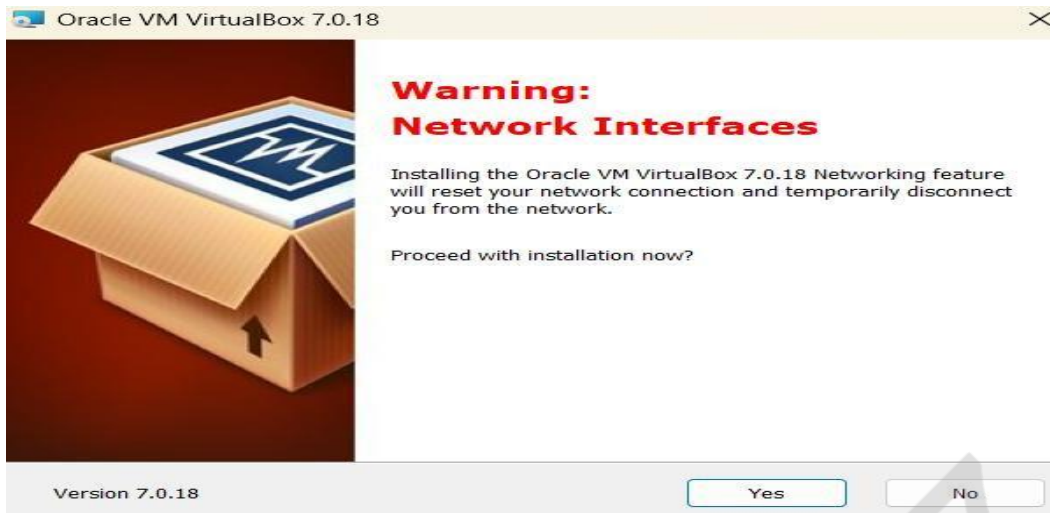 Oracle VM VirtualBox 7.0.18
Warning:
Network Interfaces
Installing the Oracle VM VirtualBox 7.0.18 Networking feature
will reset your network connection and temporarily disconnect
you from the network.
Proceed with installation now?
Version 7.0.18
Yes
No